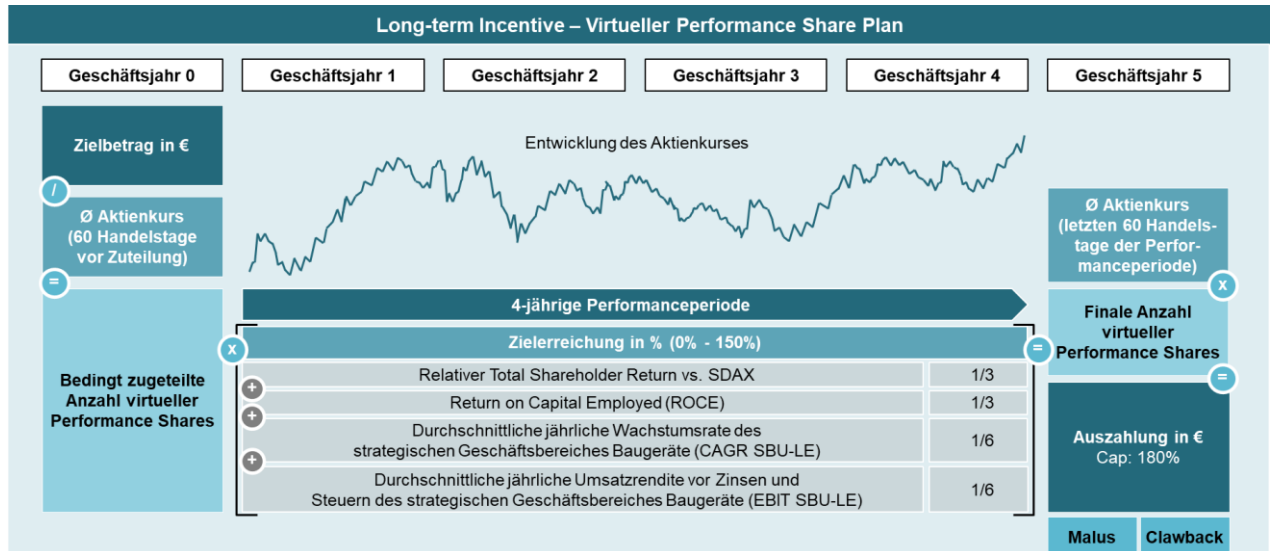 Long-term Incentive – Virtueller Performance Share Plan
Geschäftsjahr 0
Geschäftsjahr 1
Geschäftsjahr 2
Geschäftsjahr 3
Geschäftsjahr 4
Geschäftsjahr 5
Zielbetrag in €
/
Ø Aktienkurs
(60 Handelstage
vor Zuteilung)
=
Bedingt zugeteilte
Anzahl virtueller
Performance Shares
x
Entwicklung des Aktienkurses
4-jährige Performanceperiode
Zielerreichung in % (0% - 150%)
Relativer Total Shareholder Return vs. SDAX
1/3
+
Return on Capital Employed (ROCE)
1/3
+
Durchschnittliche jährliche Wachstumsrate des
strategischen Geschäftsbereiches Baugeräte (CAGR SBU-LE)
1/6
+
Durchschnittliche jährliche Umsatzrendite vor Zinsen und
Steuern des strategischen Geschäftsbereiches Baugeräte (EBIT SBU-LE)
1/6
=
Ø Aktienkurs
(letzten 60 Handels-
tage der Perfor-
manceperiode)
x
Finale Anzahl
virtueller
Performance Shares
=
Auszahlung in €
Cap: 180%
Malus
Clawback